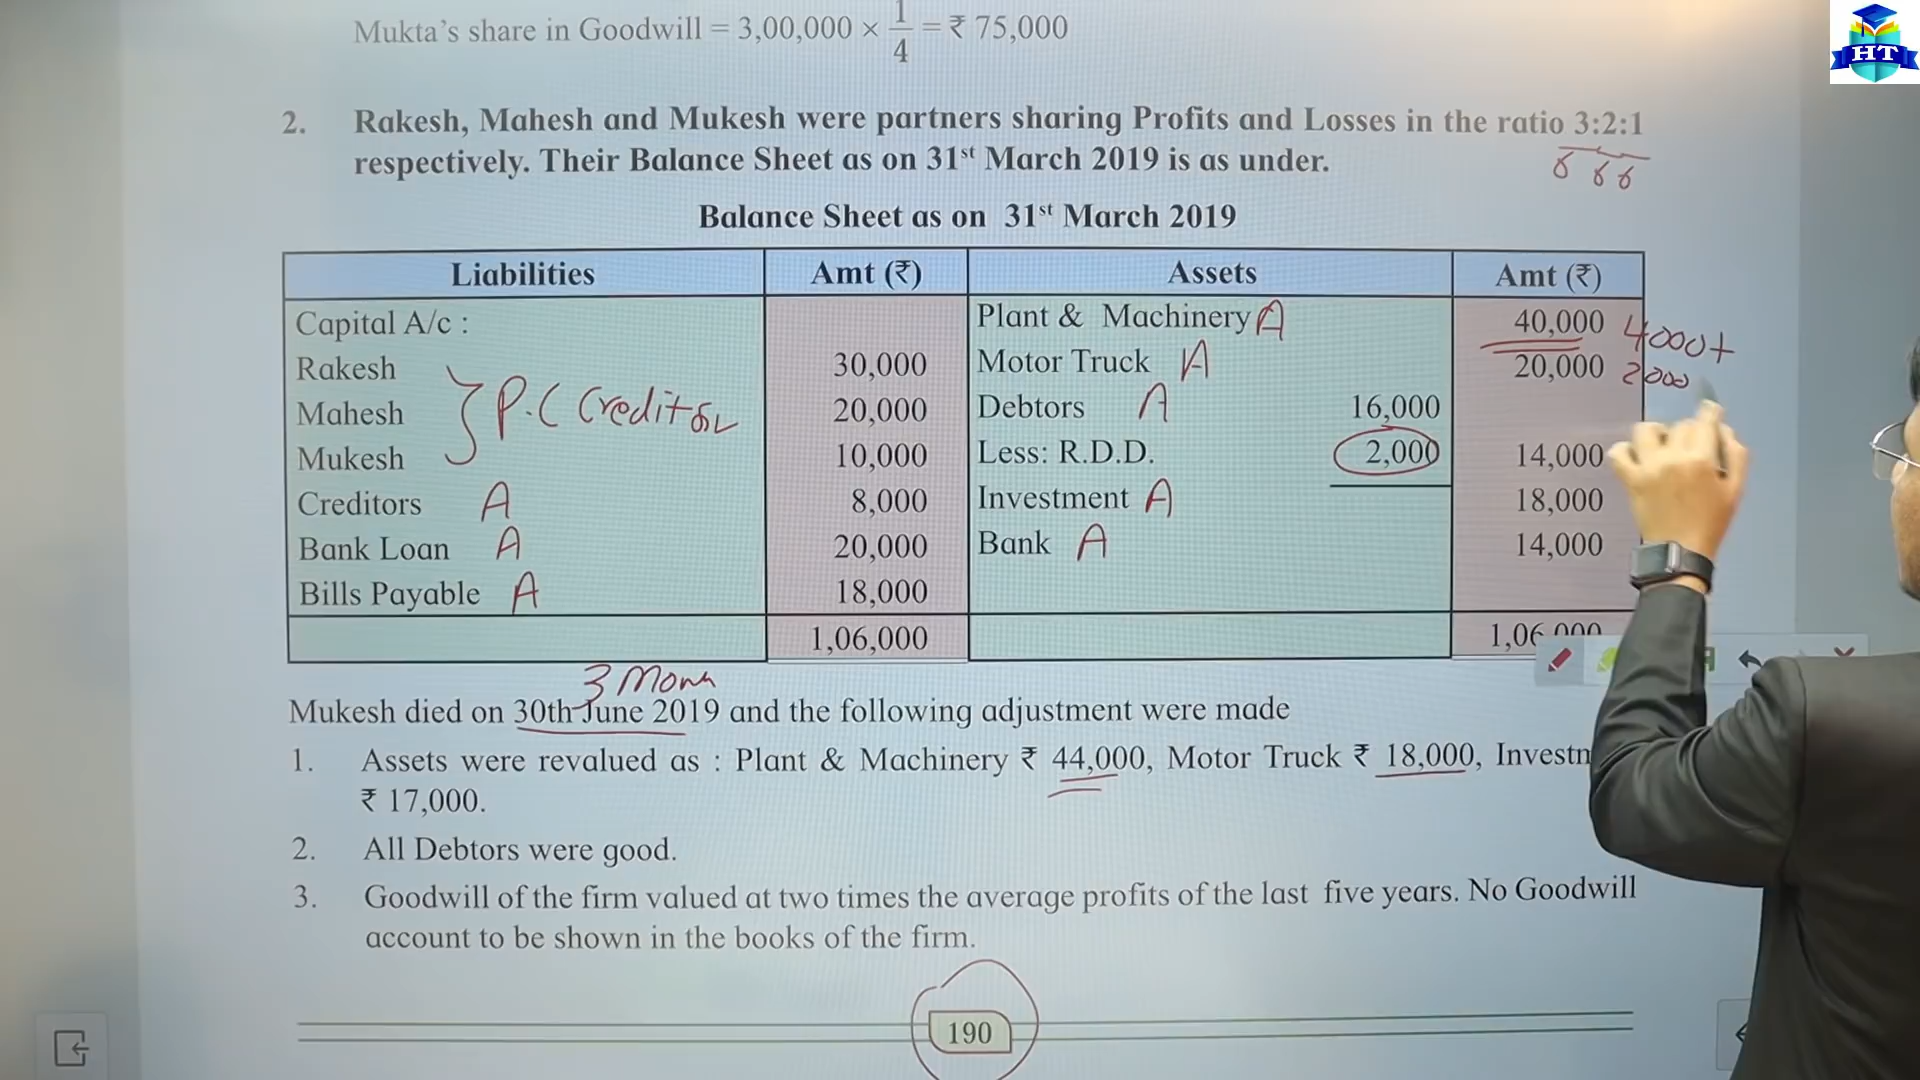 HT
Mukta's share in Goodwill = 3,00,000 × 1/4 = ₹ 75,000
2. Rakesh, Mahesh and Mukesh were partners sharing Profits and Losses in the ratio 3:2:1
6 6 6
respectively. Their Balance Sheet as on 31st March 2019 is as under.
Balance Sheet as on 31st March 2019
Liabilities Amt (₹) Assets Amt (₹)
Capital A/c : Plant & Machinery A 40,000 4000+
Rakesh 30,000 Motor Truck A 20,000 2000
Mahesh 20,000 Debtors A 16,000
P.C Creditor
Mukesh 10,000 Less: R.D.D. 2,000 14,000
Creditors A 8,000 Investment A 18,000
Bank Loan A 20,000 Bank A 14,000
Bills Payable A 18,000
1,06,000 1,06,000
3 Mon
Mukesh died on 30th June 2019 and the following adjustment were made
1. Assets were revalued as : Plant & Machinery ₹ 44,000, Motor Truck ₹ 18,000,
₹ 17,000.
2. All Debtors were good.
3. Goodwill of the firm valued at two times the average profits of the last five years. No Goodwill
account to be shown in the books of the firm.
190